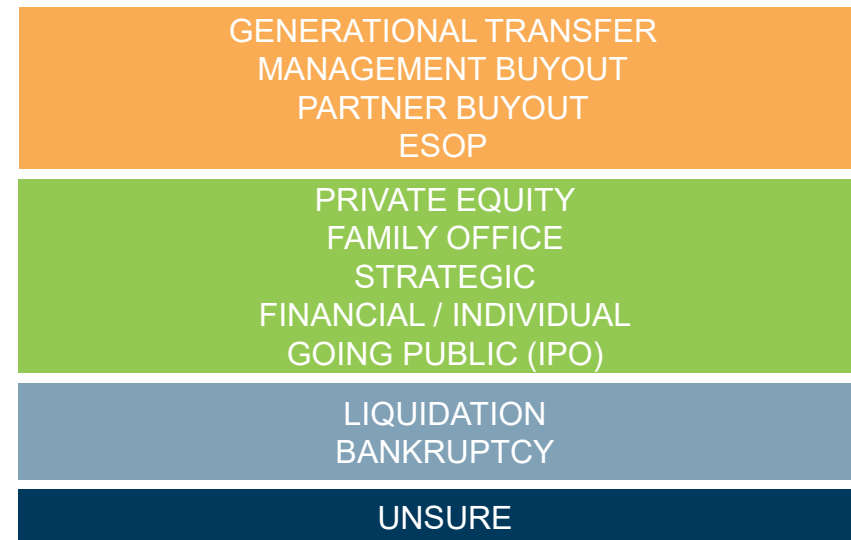 GENERATIONAL TRANSFER
MANAGEMENT BUYOUT
PARTNER BUYOUT
ESOP
PRIVATE EQUITY
FAMILY OFFICE
STRATEGIC
FINANCIAL / INDIVIDUAL
GOING PUBLIC (IPO)
LIQUIDATION
BANKRUPTCY
UNSURE